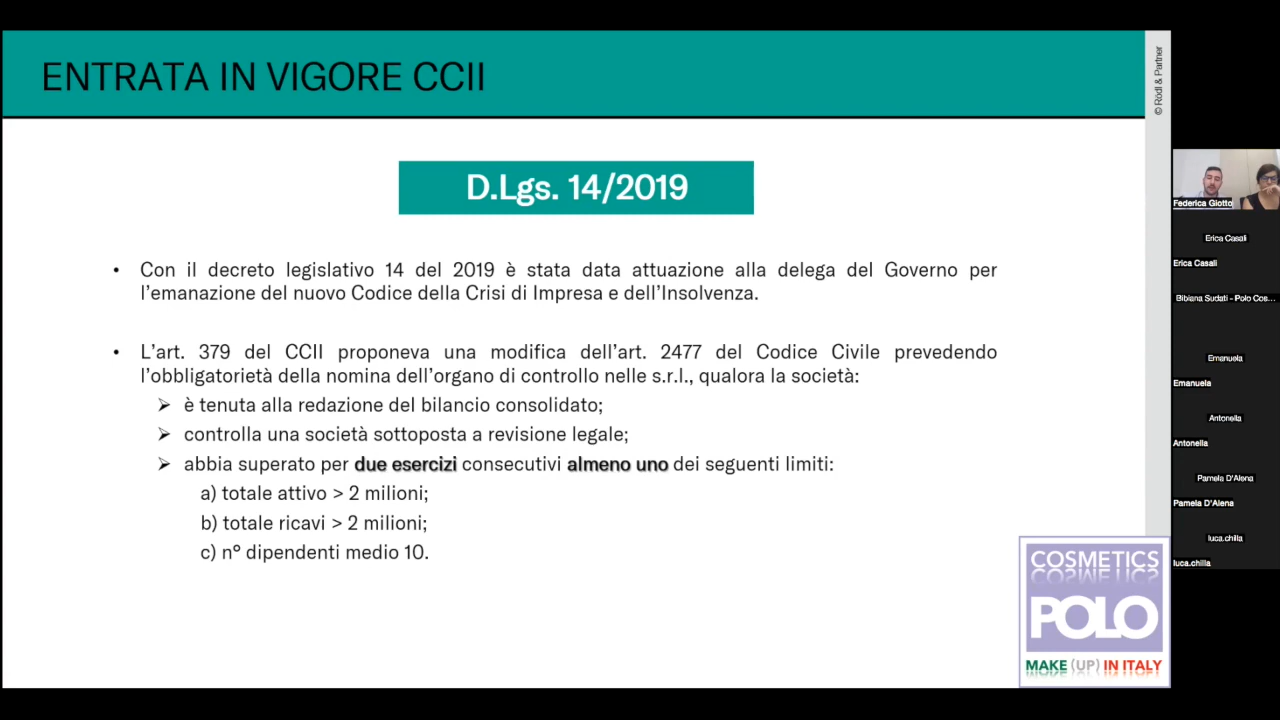 ENTRATA IN VIGORE CCII
© Rödl & Partner
D.Lgs. 14/2019
• Con il decreto legislativo 14 del 2019 è stata data attuazione alla delega del Governo per
l’emanazione del nuovo Codice della Crisi di Impresa e dell’Insolvenza.
• L’art. 379 del CCII proponeva una modifica dell’art. 2477 del Codice Civile prevedendo
l’obbligatorietà della nomina dell’organo di controllo nelle s.r.l., qualora la società:
➢ è tenuta alla redazione del bilancio consolidato;
➢ controlla una società sottoposta a revisione legale;
➢ abbia superato per due esercizi consecutivi almeno uno dei seguenti limiti:
a) totale attivo > 2 milioni;
b) totale ricavi > 2 milioni;
c) n° dipendenti medio 10.
COSMETICS
POLO
MAKE (UP) IN ITALY
Federica Giotto
Erica Casali
Erica Casali
Bibiana Sudati - Polo Cos...
Emanuela
Emanuela
Antonella
Antonella
Pamela D'Alena
Pamela D'Alena
luca.chilla
luca.chilla